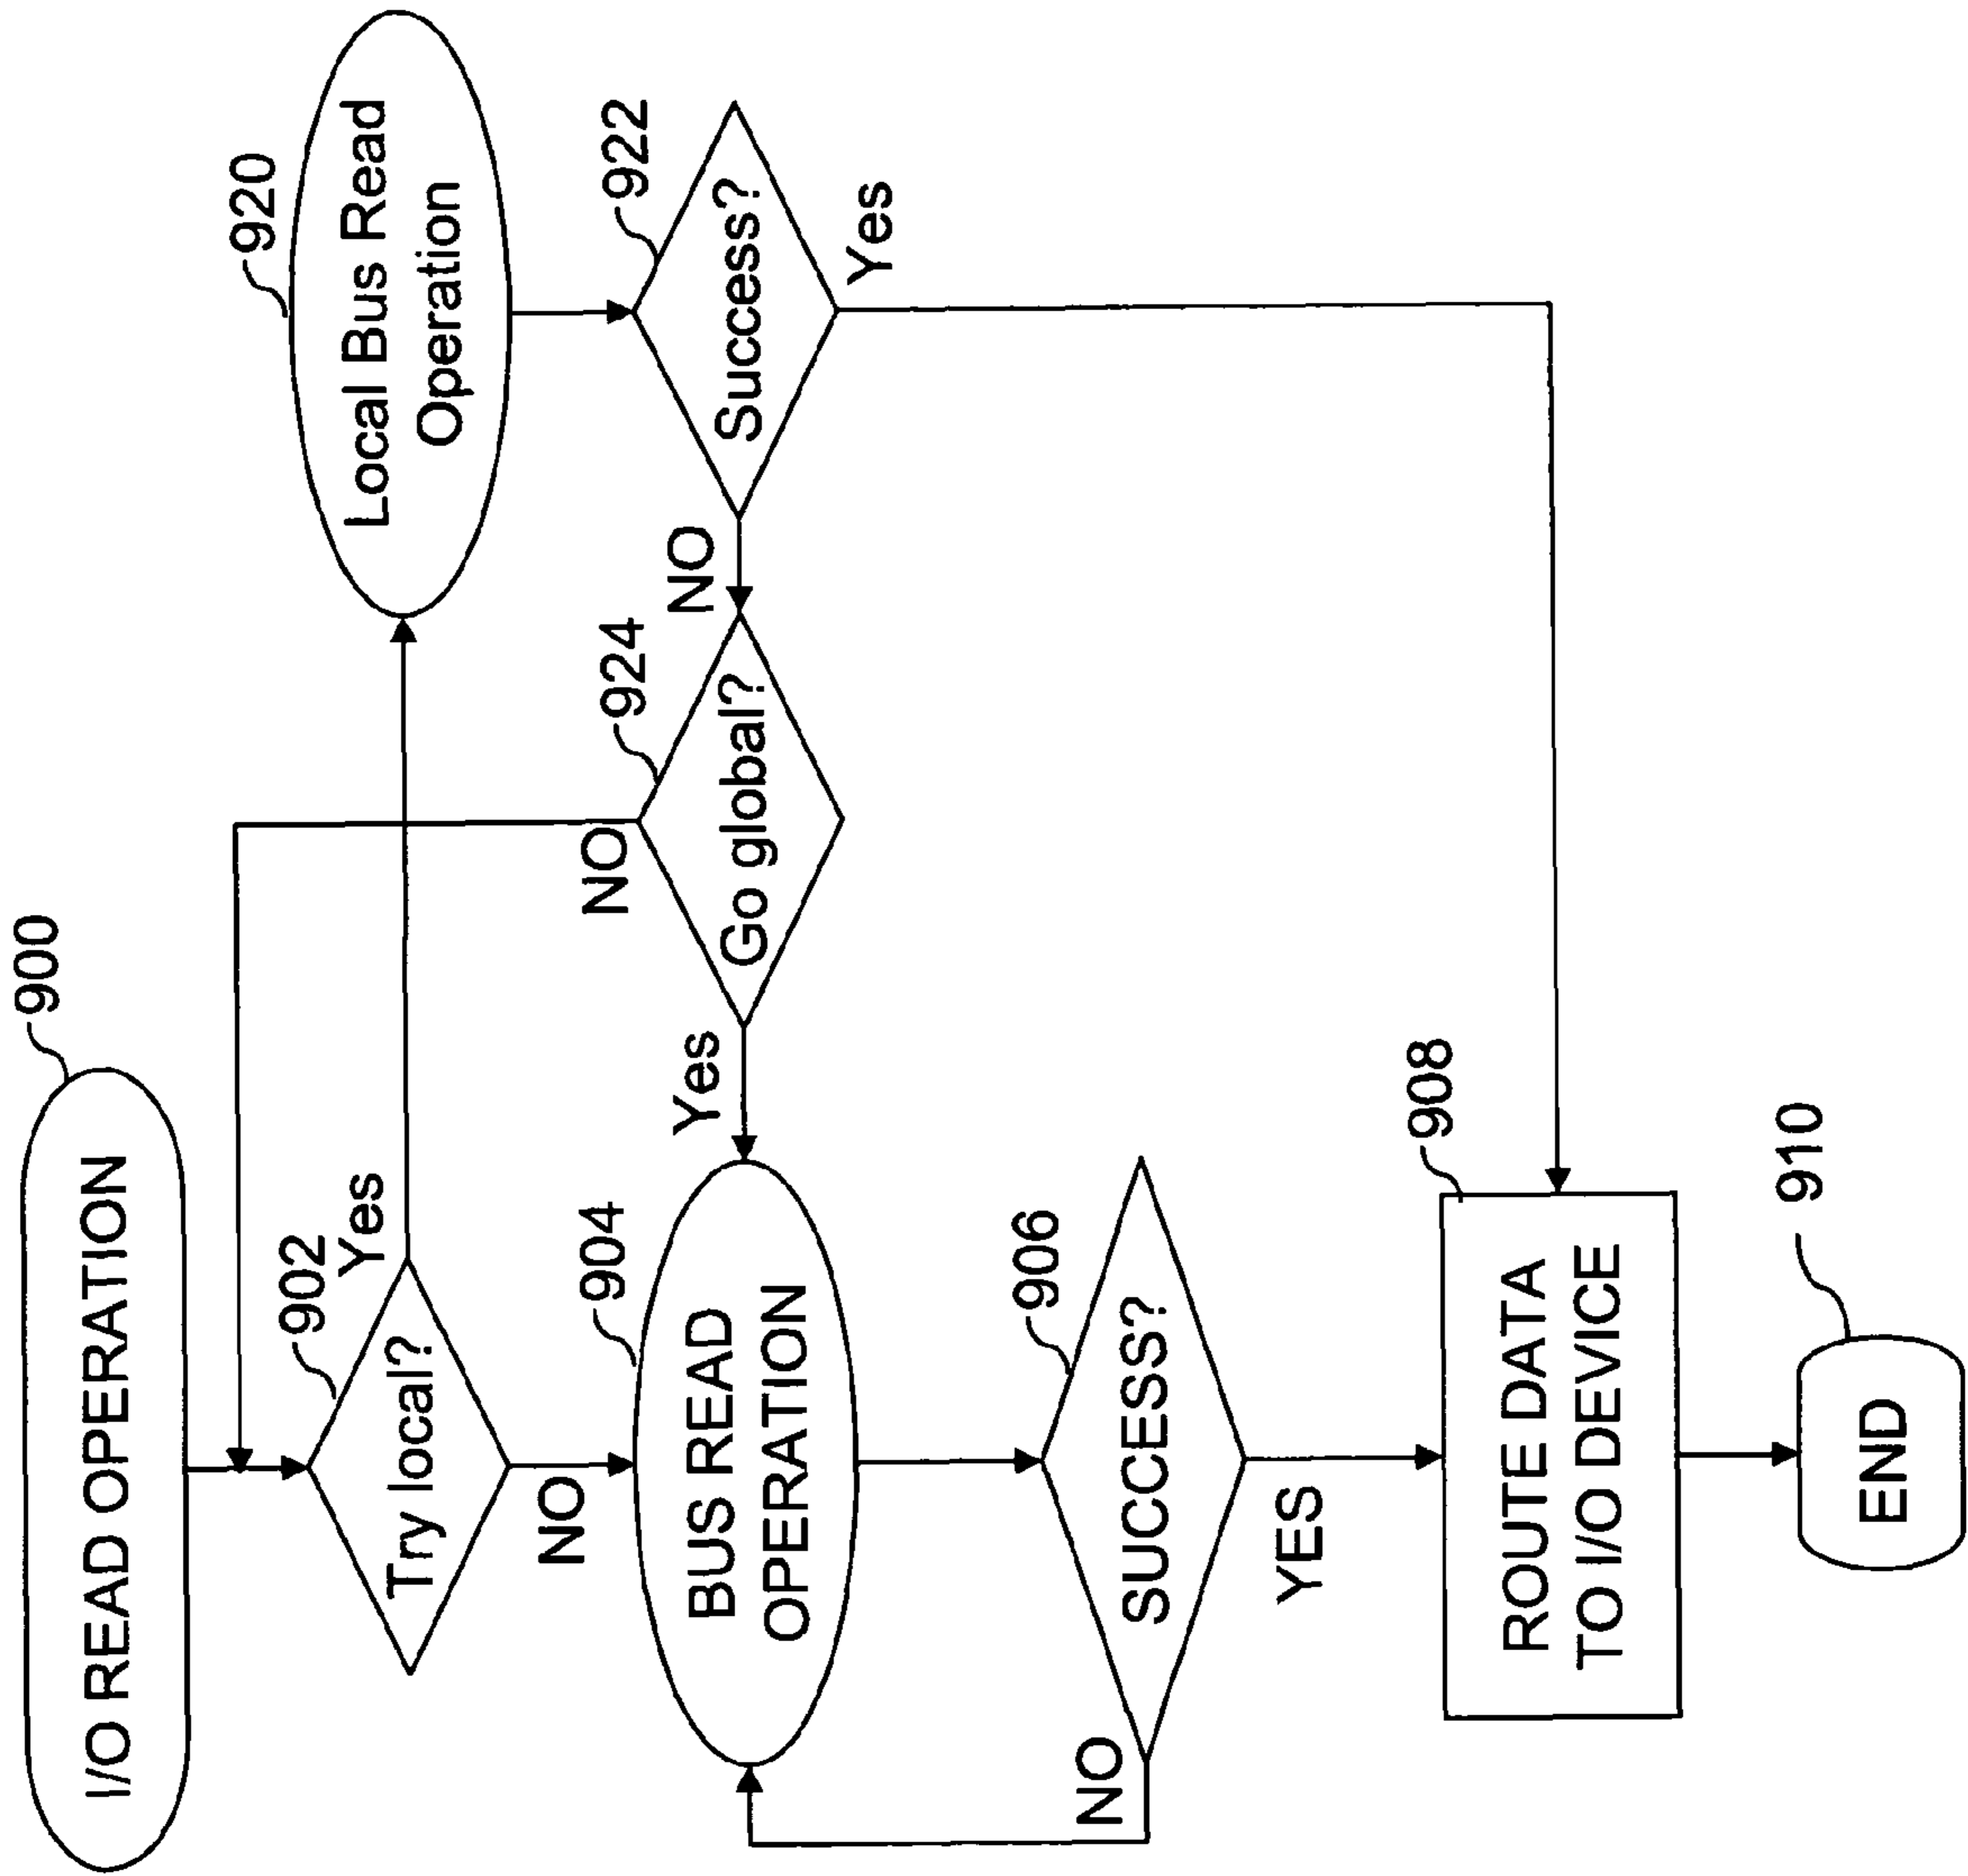 900
I/O READ OPERATION
902
Try local?
Yes
NO
920
Local Bus Read
Operation
922
Success?
Yes
NO
924
Go global?
NO
Yes
904
BUS READ
OPERATION
906
SUCCESS?
NO
YES
908
ROUTE DATA
TO I/O DEVICE
910
END